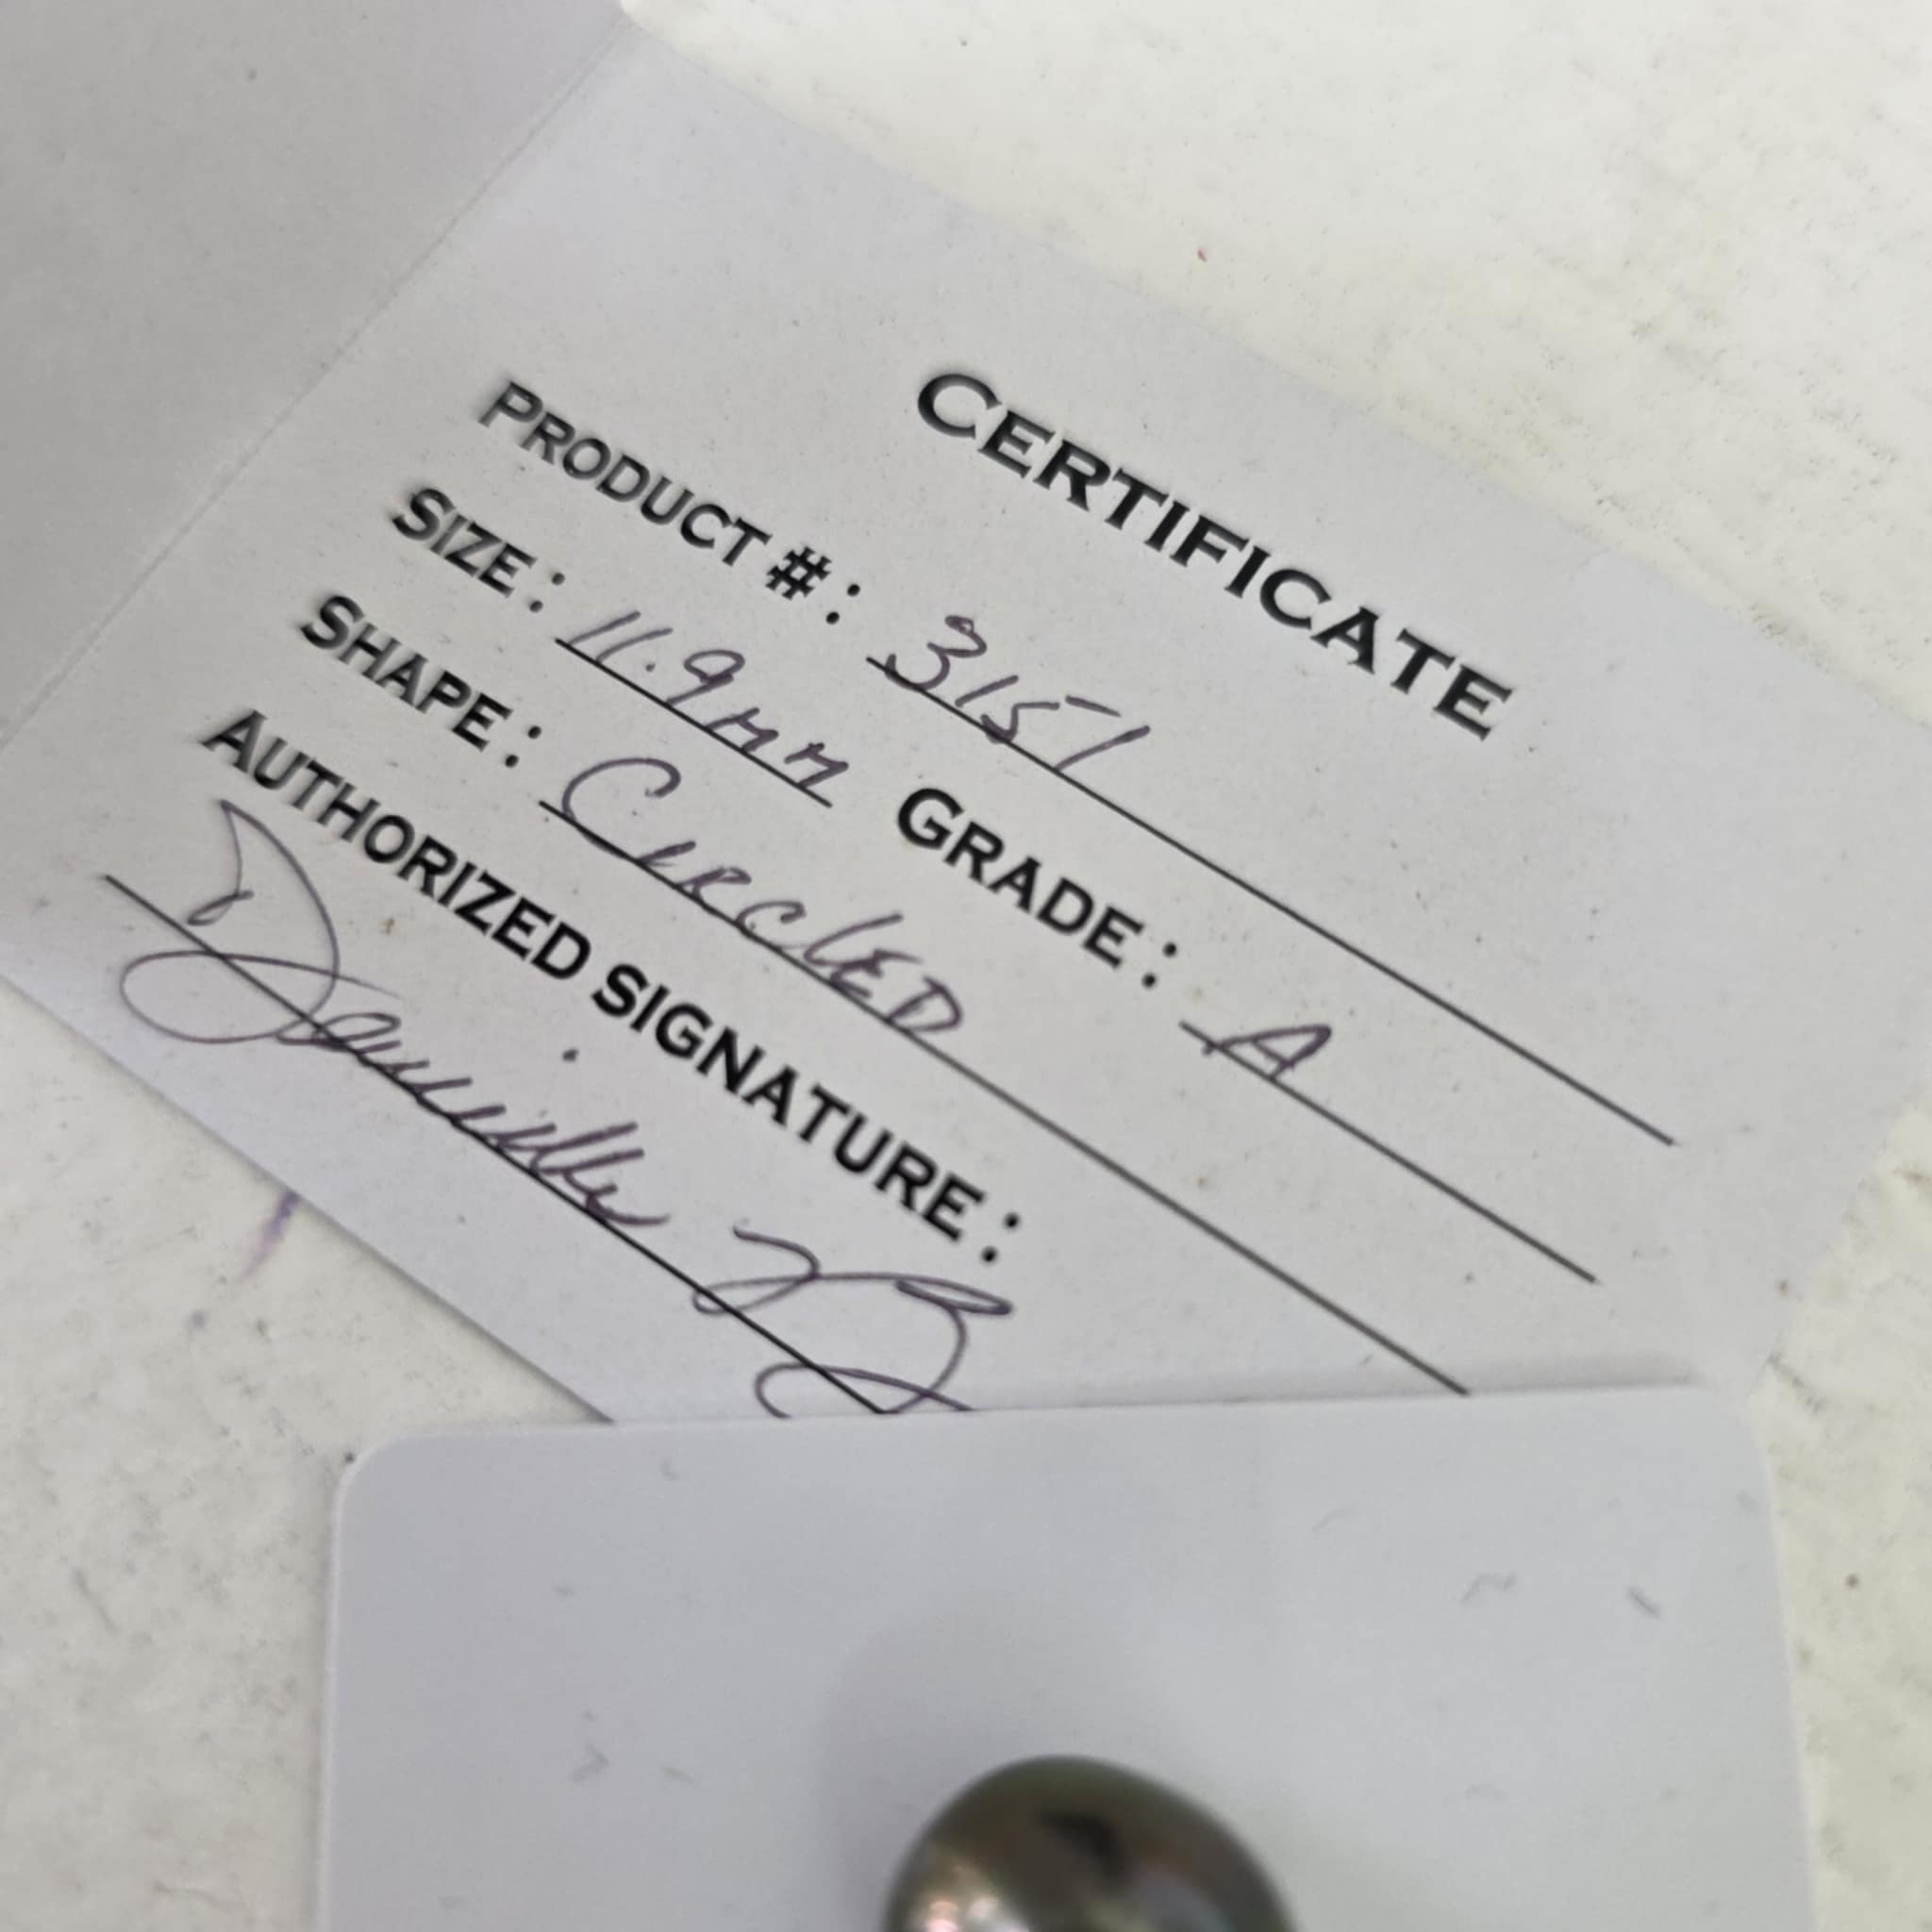 CERTIFICATE
PRODUCT #: 3151
SIZE: 11.9mm GRADE: A
SHAPE: CIRCLED
AUTHORIZED SIGNATURE: